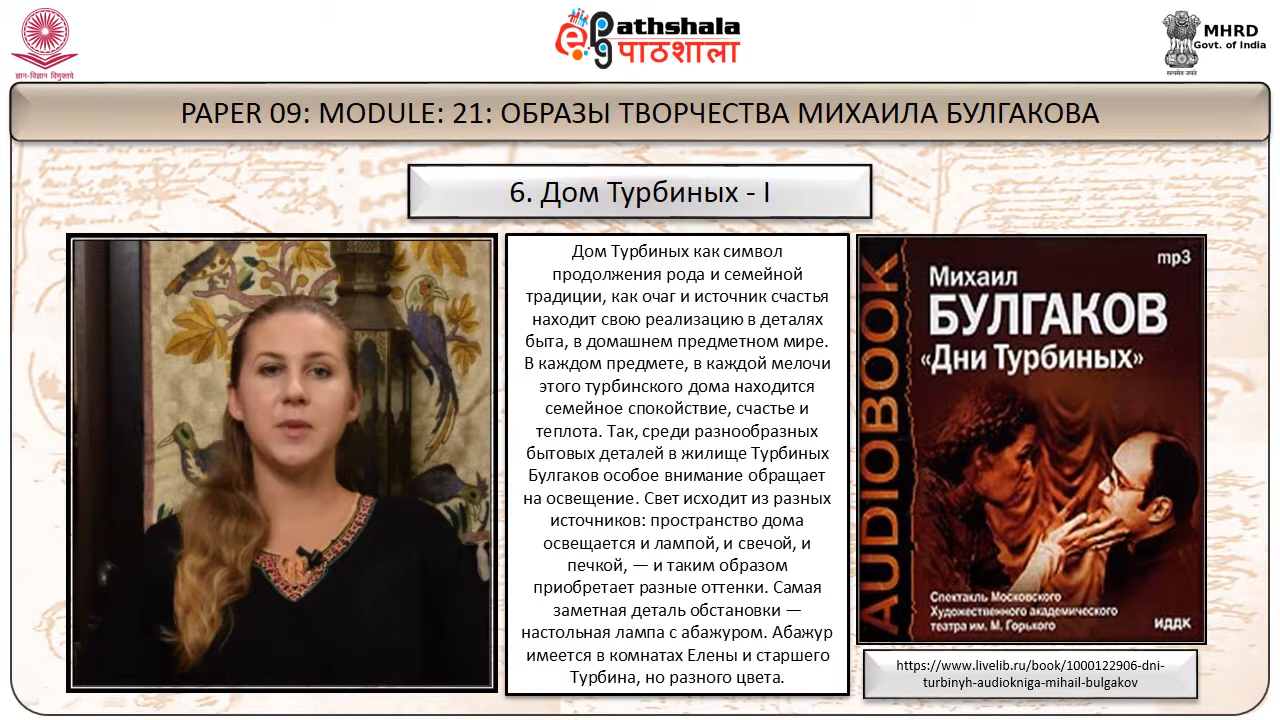 ज्ञान-विज्ञान विमुक्तये
ePg
athshala
पाठशाला
MHRD
Govt. of India
सत्यमेव जयते
PAPER 09: MODULE: 21: ОБРАЗЫ ТВОРЧЕСТВА МИХАИЛА БУЛГАКОВА
6. Дом Турбиных - I
Дом Турбиных как символ
продолжения рода и семейной
традиции, как очаг и источник счастья
находит свою реализацию в деталях
быта, в домашнем предметном мире.
В каждом предмете, в каждой мелочи
этого турбинского дома находится
семейное спокойствие, счастье и
теплота. Так, среди разнообразных
бытовых деталей в жилище Турбиных
Булгаков особое внимание обращает
на освещение. Свет исходит из разных
источников: пространство дома
освещается и лампой, и свечой, и
печкой, — и таким образом
приобретает разные оттенки. Самая
заметная деталь обстановки —
настольная лампа с абажуром. Абажур
имеется в комнатах Елены и старшего
Турбина, но разного цвета.
AUDIOBOOK
mp3
Михаил
БУЛГАКОВ
«Дни Турбиных»
Спектакль Московского
Художественного академического
театра им. М. Горького
ИДДК
https://www.livelib.ru/book/1000122906-dni-
turbinyh-audiokniga-mihail-bulgakov